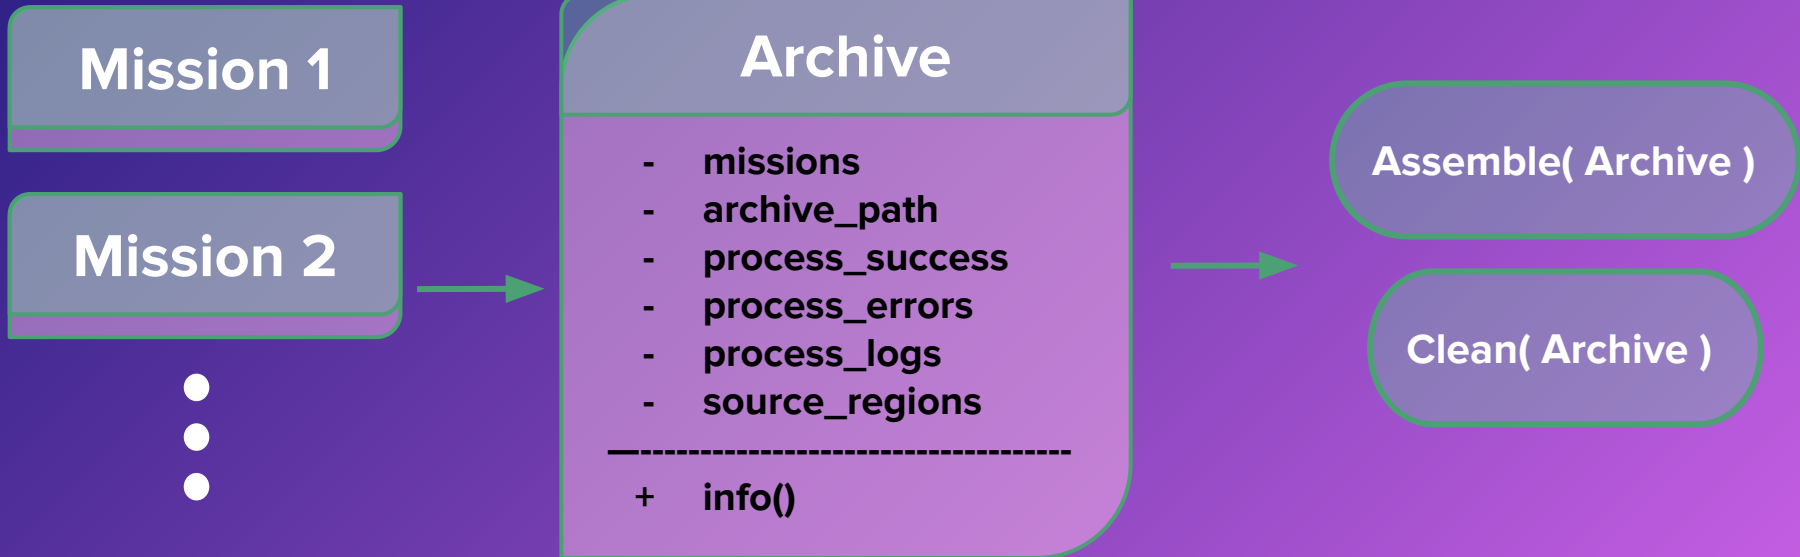 Mission 1
Mission 2
Archive
- missions
- archive_path
- process_success
- process_errors
- process_logs
- source_regions
—-----------------------------------
+ info()
Assemble( Archive )
Clean( Archive )